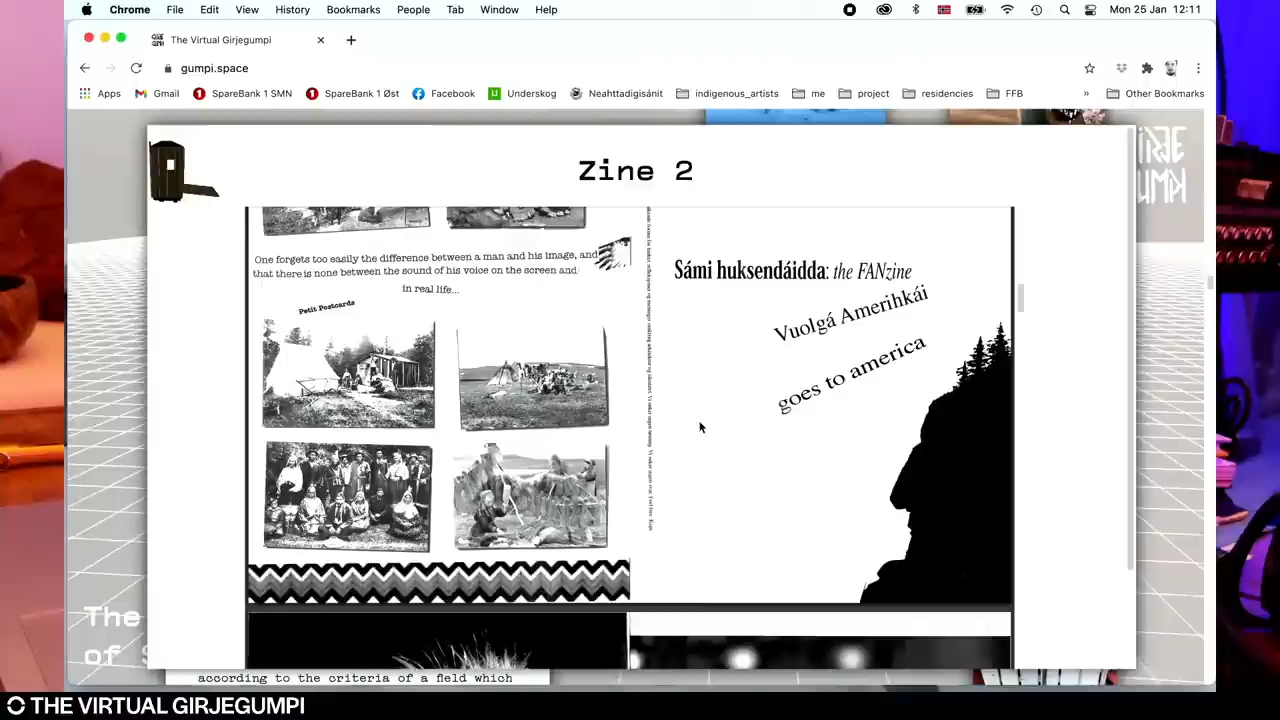 Chrome File Edit View History Bookmarks People Tab Window Help Mon 25 Jan 12:11
The Virtual Girjegumpi
gumpi.space
Apps Gmail SpareBank 1 SMN SpareBank 1 Øst Facebook Underskog Neahttadigisánit indigenous_artists me project residencies FFB » Other Bookmarks
GIRJE
GUMPI
Zine 2
One forgets too easily the difference between a man and his image, and
that there is none between the sound of his voice on the screen and
in real life...
Petit Postcards
Sámi huksendáidda: the FANzine
Vuolgá Amerihkái
goes to america
The
of S
according to the criteria of a field which
THE VIRTUAL GIRJEGUMPI